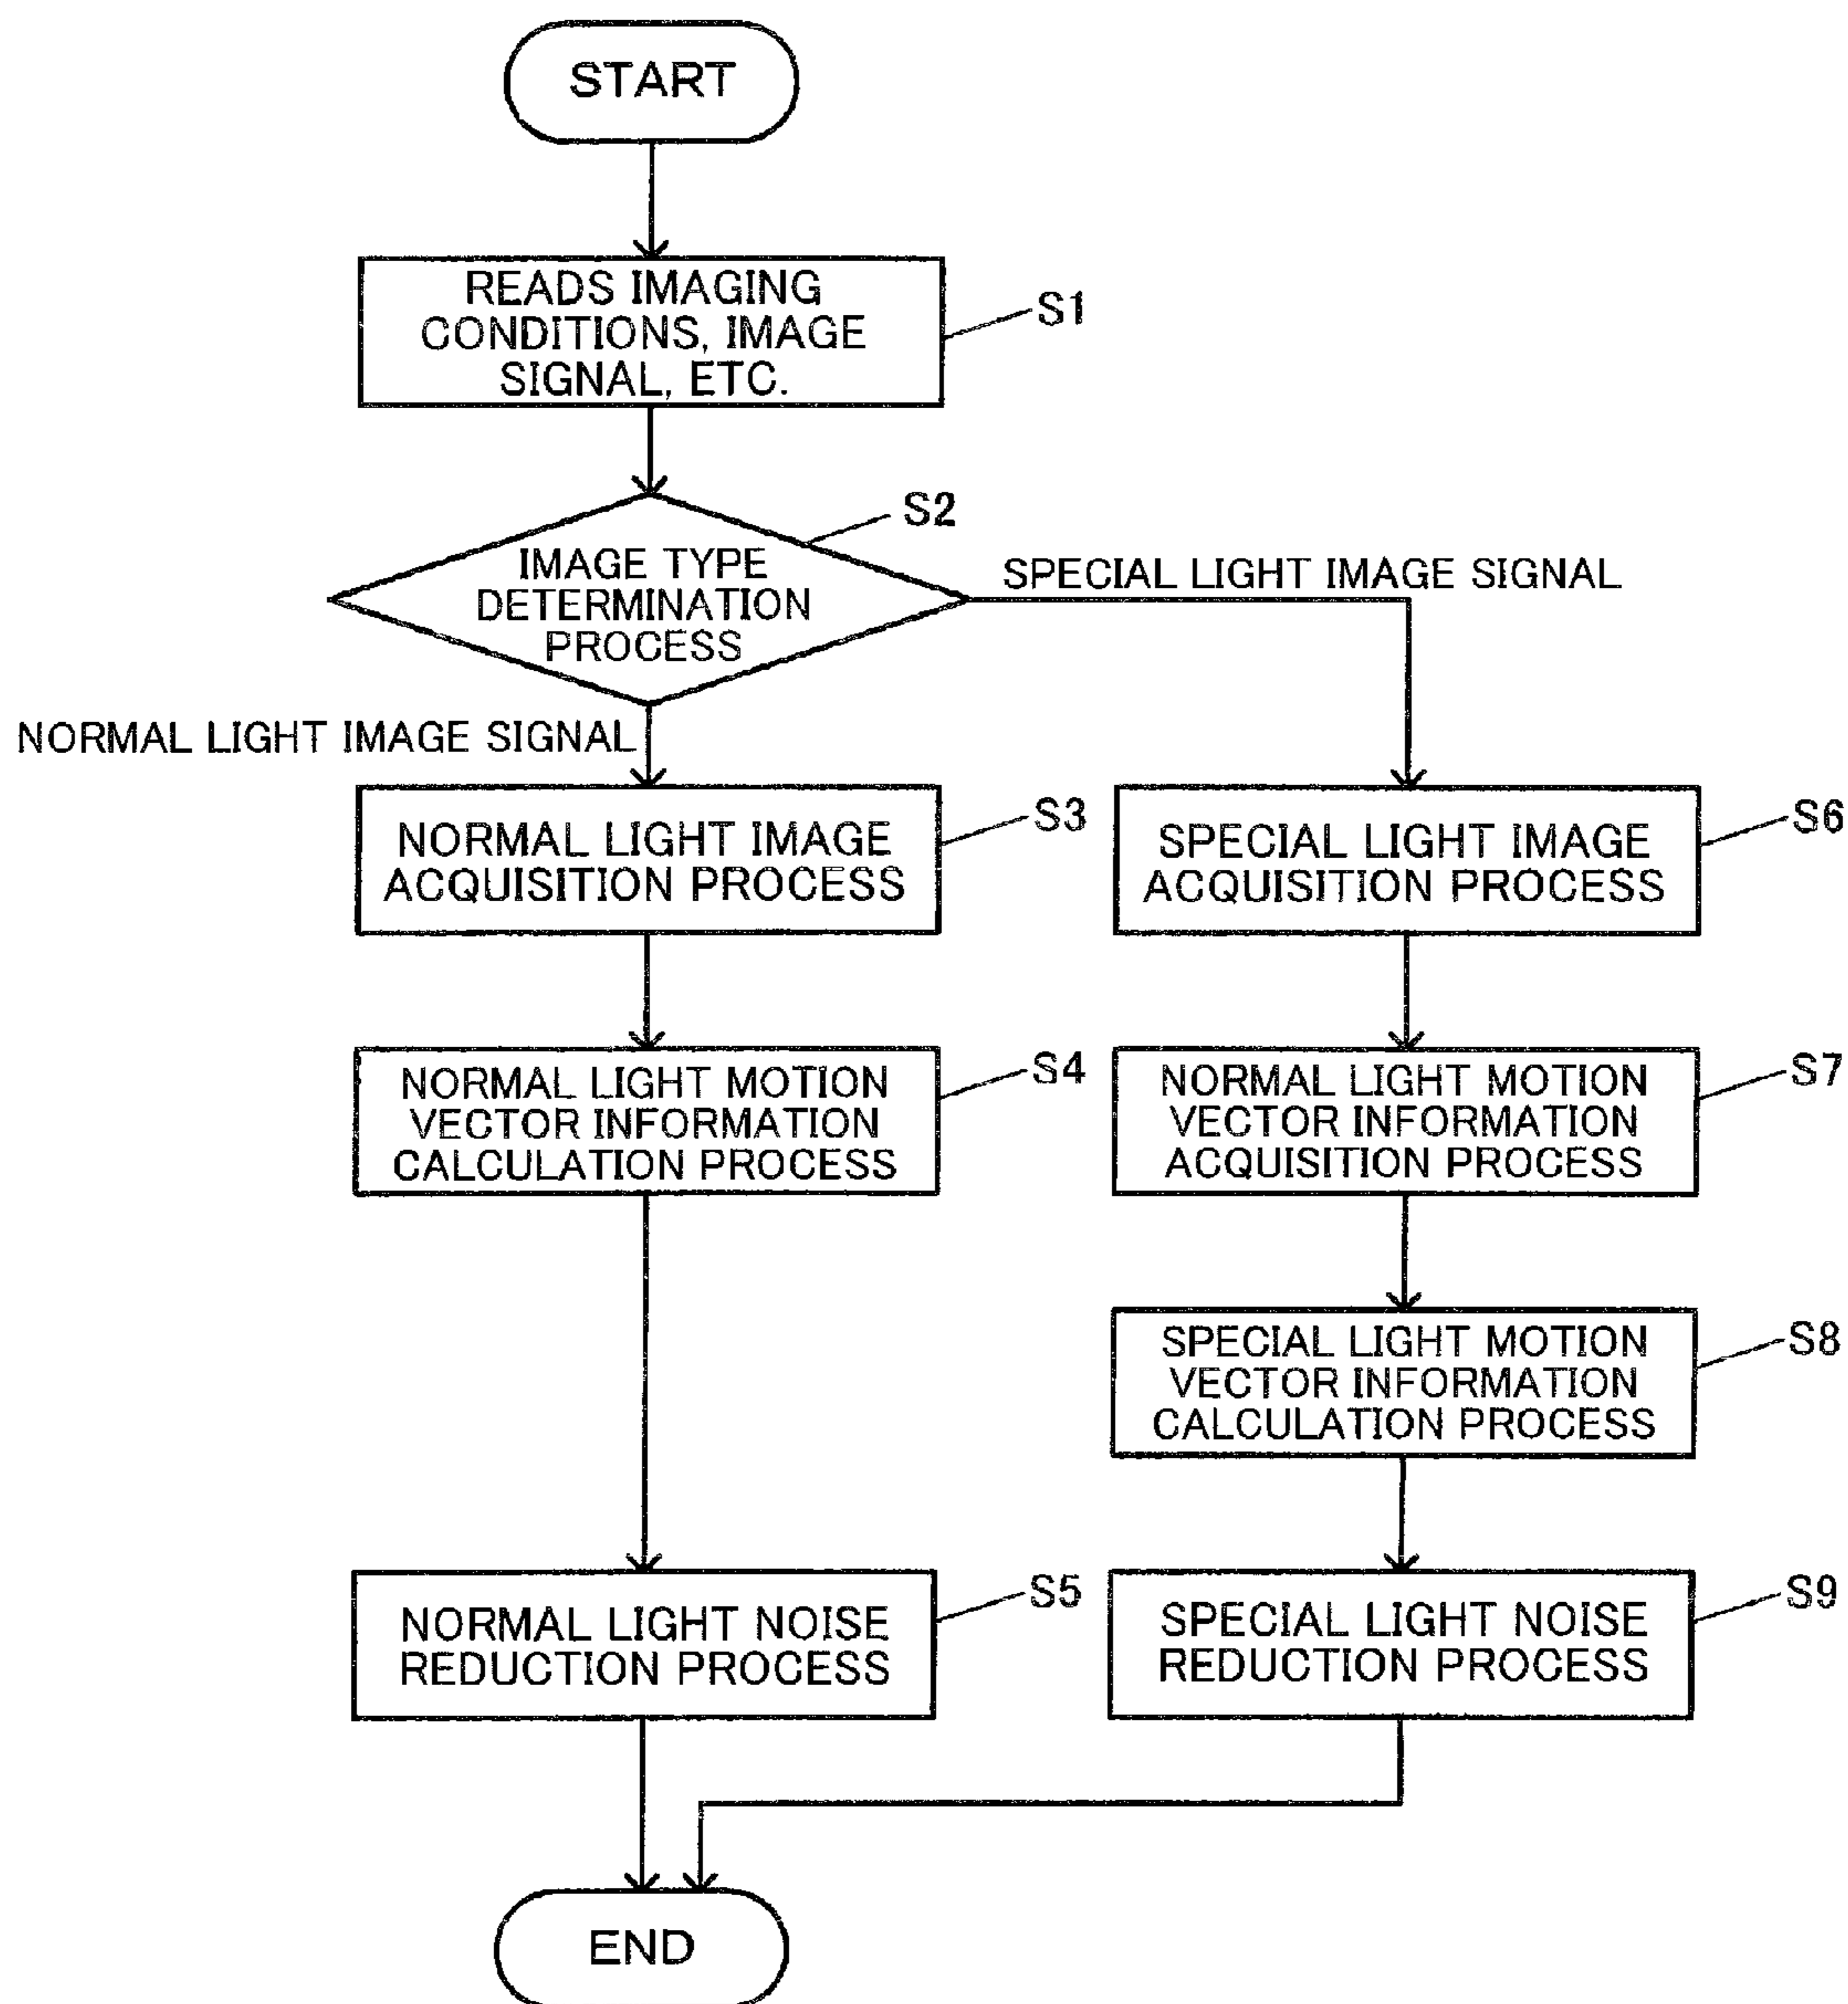 START
READS IMAGING
CONDITIONS, IMAGE
SIGNAL, ETC.
S1
S2
IMAGE TYPE
DETERMINATION
PROCESS
SPECIAL LIGHT IMAGE SIGNAL
NORMAL LIGHT IMAGE SIGNAL
NORMAL LIGHT IMAGE
ACQUISITION PROCESS
S3
SPECIAL LIGHT IMAGE
ACQUISITION PROCESS
S6
NORMAL LIGHT MOTION
VECTOR INFORMATION
CALCULATION PROCESS
S4
NORMAL LIGHT MOTION
VECTOR INFORMATION
ACQUISITION PROCESS
S7
SPECIAL LIGHT MOTION
VECTOR INFORMATION
CALCULATION PROCESS
S8
NORMAL LIGHT NOISE
REDUCTION PROCESS
S5
SPECIAL LIGHT NOISE
REDUCTION PROCESS
S9
END